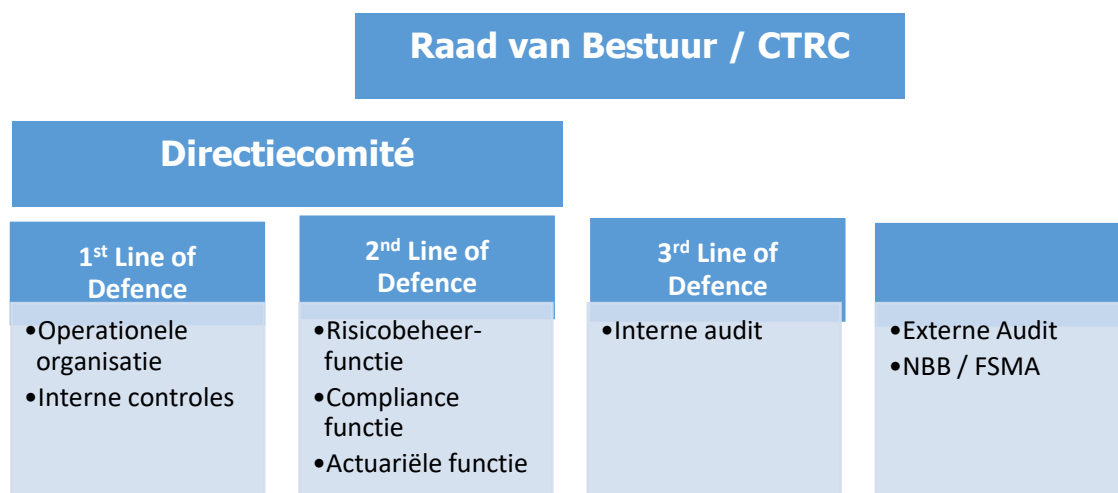 Raad van Bestuur / CTRC
Directiecomité
1st Line of
Defence
•Operationele
organisatie
•Interne controles
2nd Line of
Defence
•Risicobeheer-
functie
•Compliance
functie
•Actuariële functie
3rd Line of
Defence
•Interne audit
•Externe Audit
•NBB / FSMA